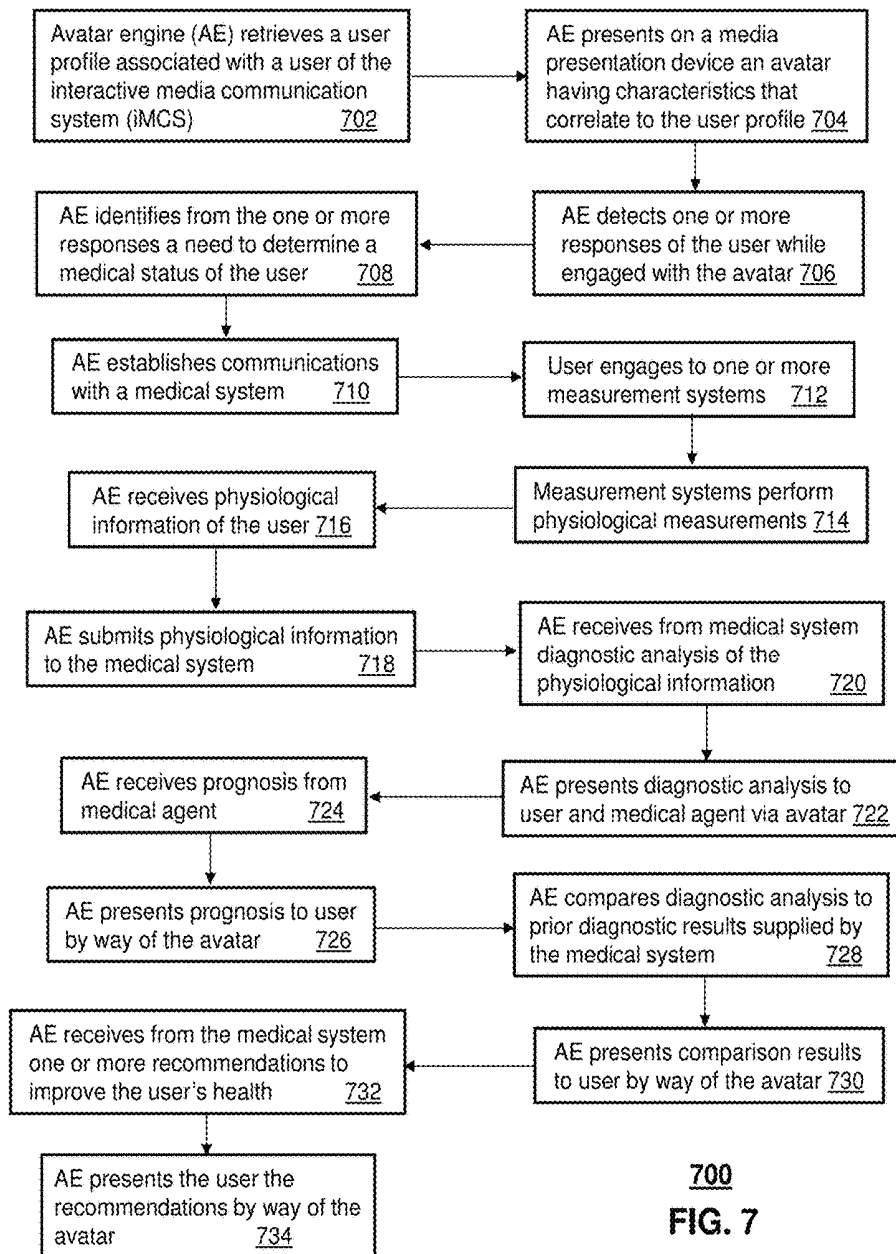 Avatar engine (AE) retrieves a user
profile associated with a user of the
interactive media communication
system (iMCS) 702
AE presents on a media
presentation device an avatar
having characteristics that
correlate to the user profile 704
AE detects one or more
responses of the user while
engaged with the avatar 706
AE identifies from the one or more
responses a need to determine a
medical status of the user
708
AE establishes communications
with a medical system 710
User engages to one or more
measurement systems 712
Measurement systems perform
physiological measurements 714
AE receives physiological
information of the user 716
AE submits physiological information
to the medical system 718
AE receives from medical system
diagnostic analysis of the
physiological information 720
AE presents diagnostic analysis to
user and medical agent via avatar 722
AE receives prognosis from
medical agent 724
AE presents prognosis to user
by way of the avatar 726
AE compares diagnostic analysis to
prior diagnostic results supplied by
the medical system 728
AE presents comparison results
to user by way of the avatar 730
AE receives from the medical system
one or more recommendations to
improve the user's health 732
AE presents the user the
recommendations by way of the
avatar 734
700
FIG. 7